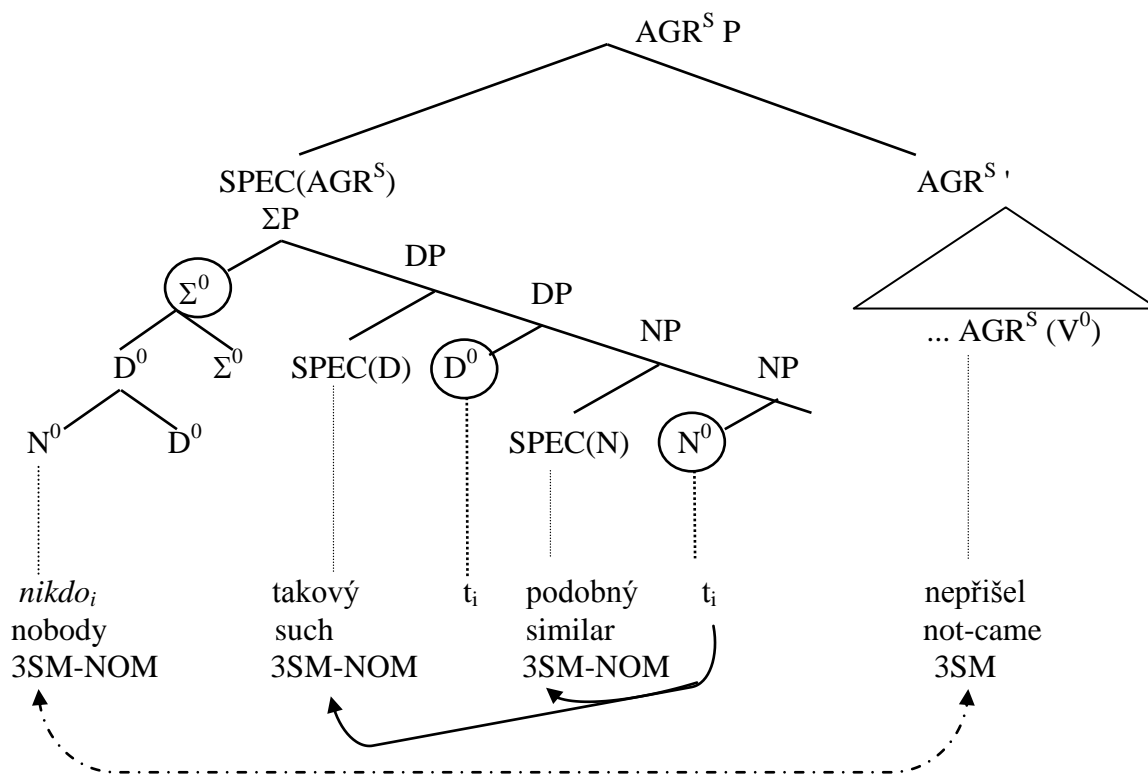 AGR^S P
SPEC(AGR^S) AGR^S '
ΣP
DP
Σ^0 DP
NP ... AGR^S (V^0)
D^0 Σ^0 SPEC(D) D^0 NP
N^0 D^0 SPEC(N) N^0
nikdo_i takový t_i podobný t_i nepřišel
nobody such similar not-came
3SM-NOM 3SM-NOM 3SM-NOM 3SM